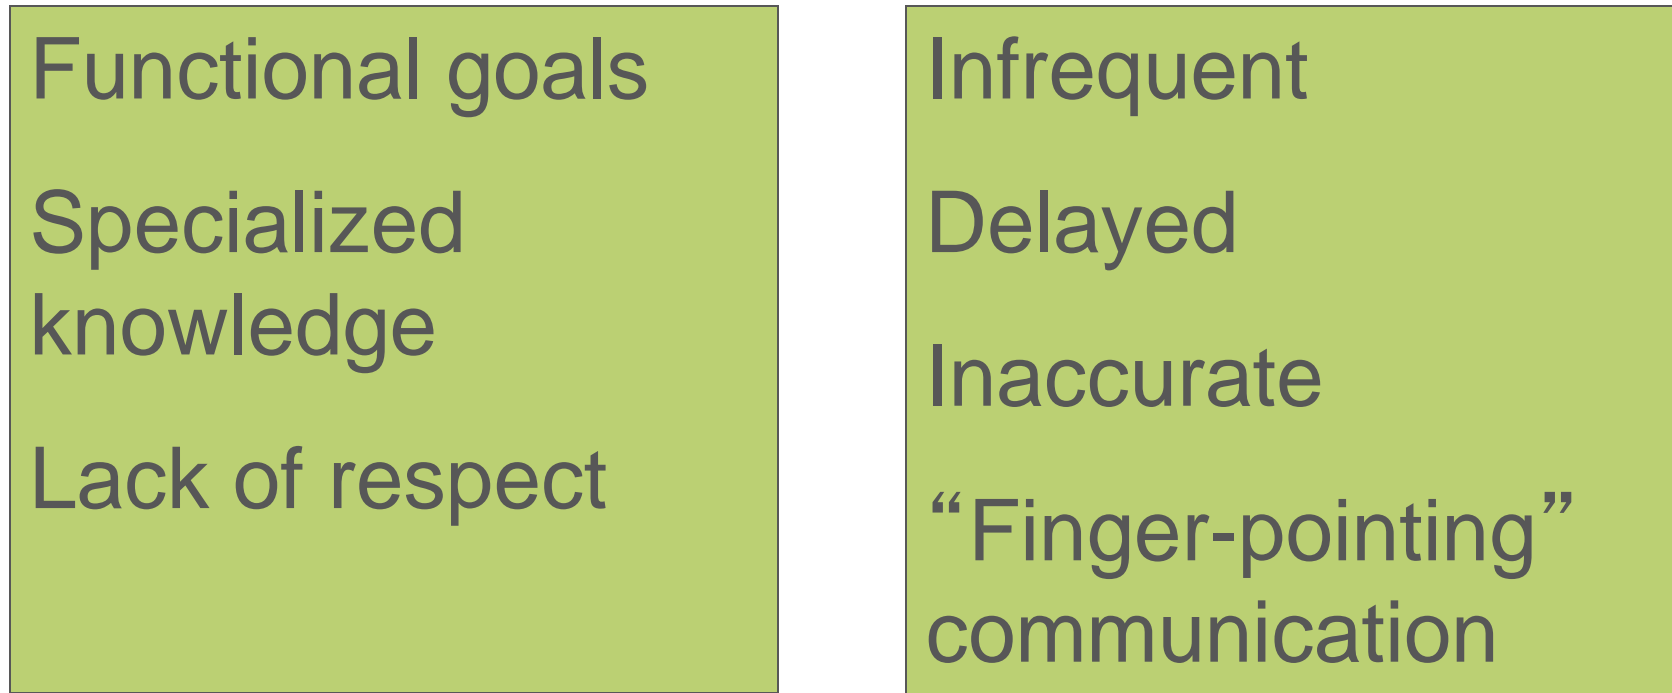 Functional goals
Specialized
knowledge
Lack of respect
Infrequent
Delayed
Inaccurate
“Finger-pointing”
communication